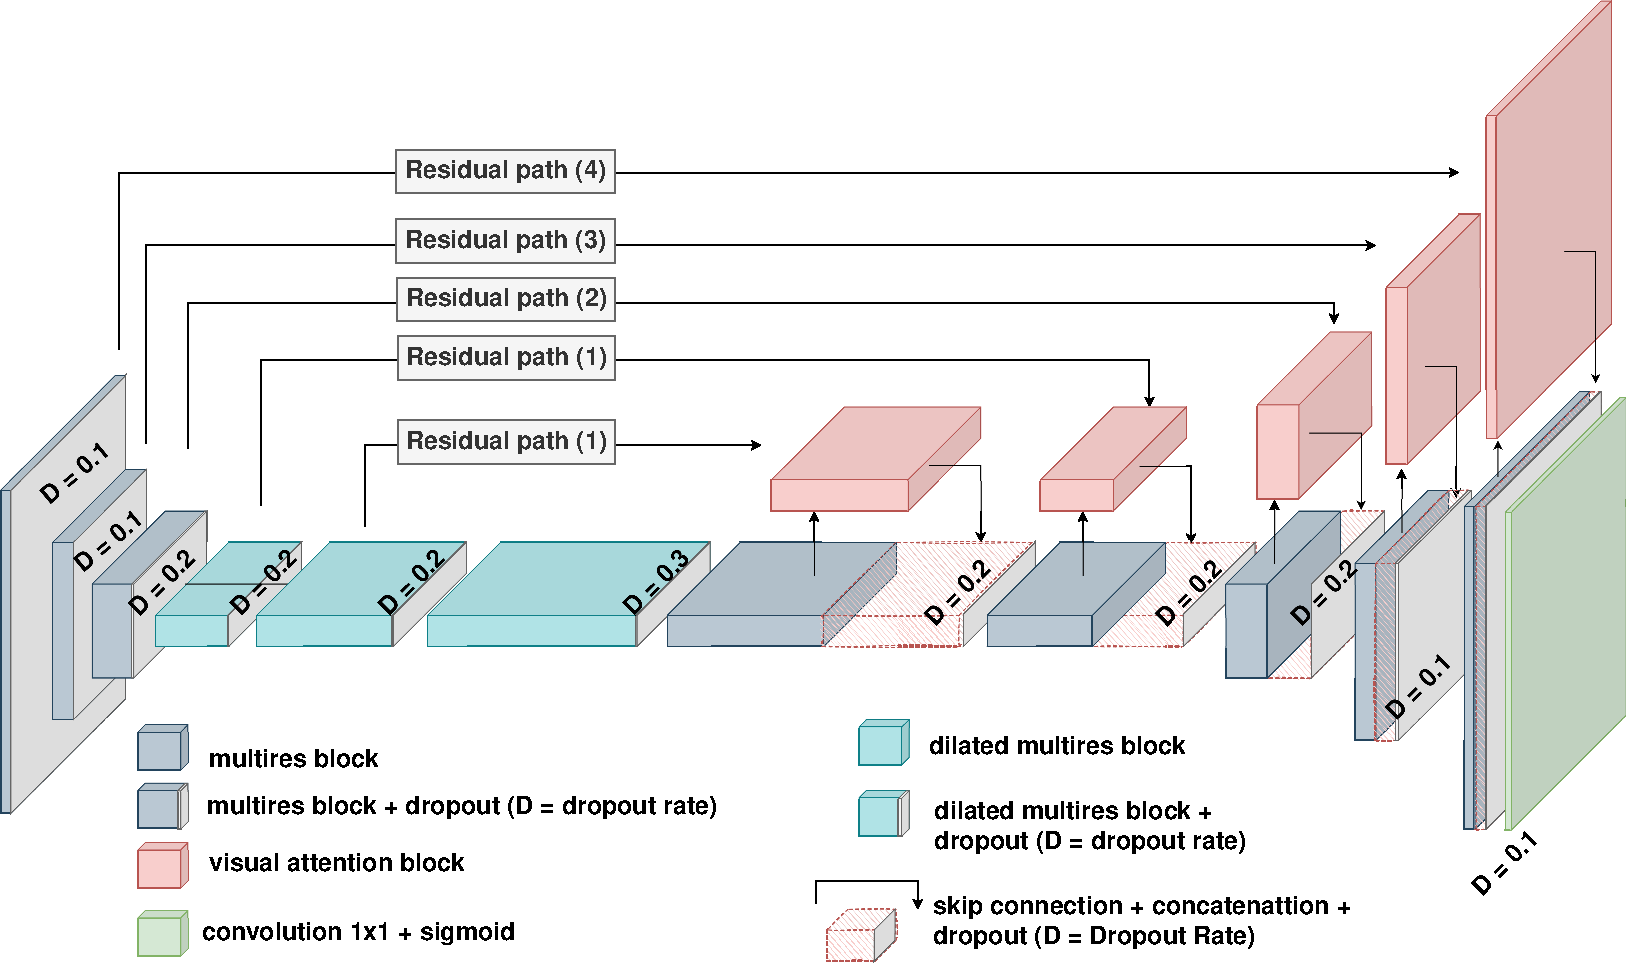 Residual path (4)
Residual path (3)
Residual path (2)
Residual path (1)
Residual path (1)
D = 0.1
D = 0.1
D = 0.2
D = 0.2
D = 0.2
D = 0.3
D = 0.2
D = 0.2
D = 0.2
D = 0.1
D = 0.1
multires block
multires block + dropout (D = dropout rate)
visual attention block
convolution 1x1 + sigmoid
dilated multires block
dilated multires block +
dropout (D = dropout rate)
skip connection + concatenattion +
dropout (D = Dropout Rate)